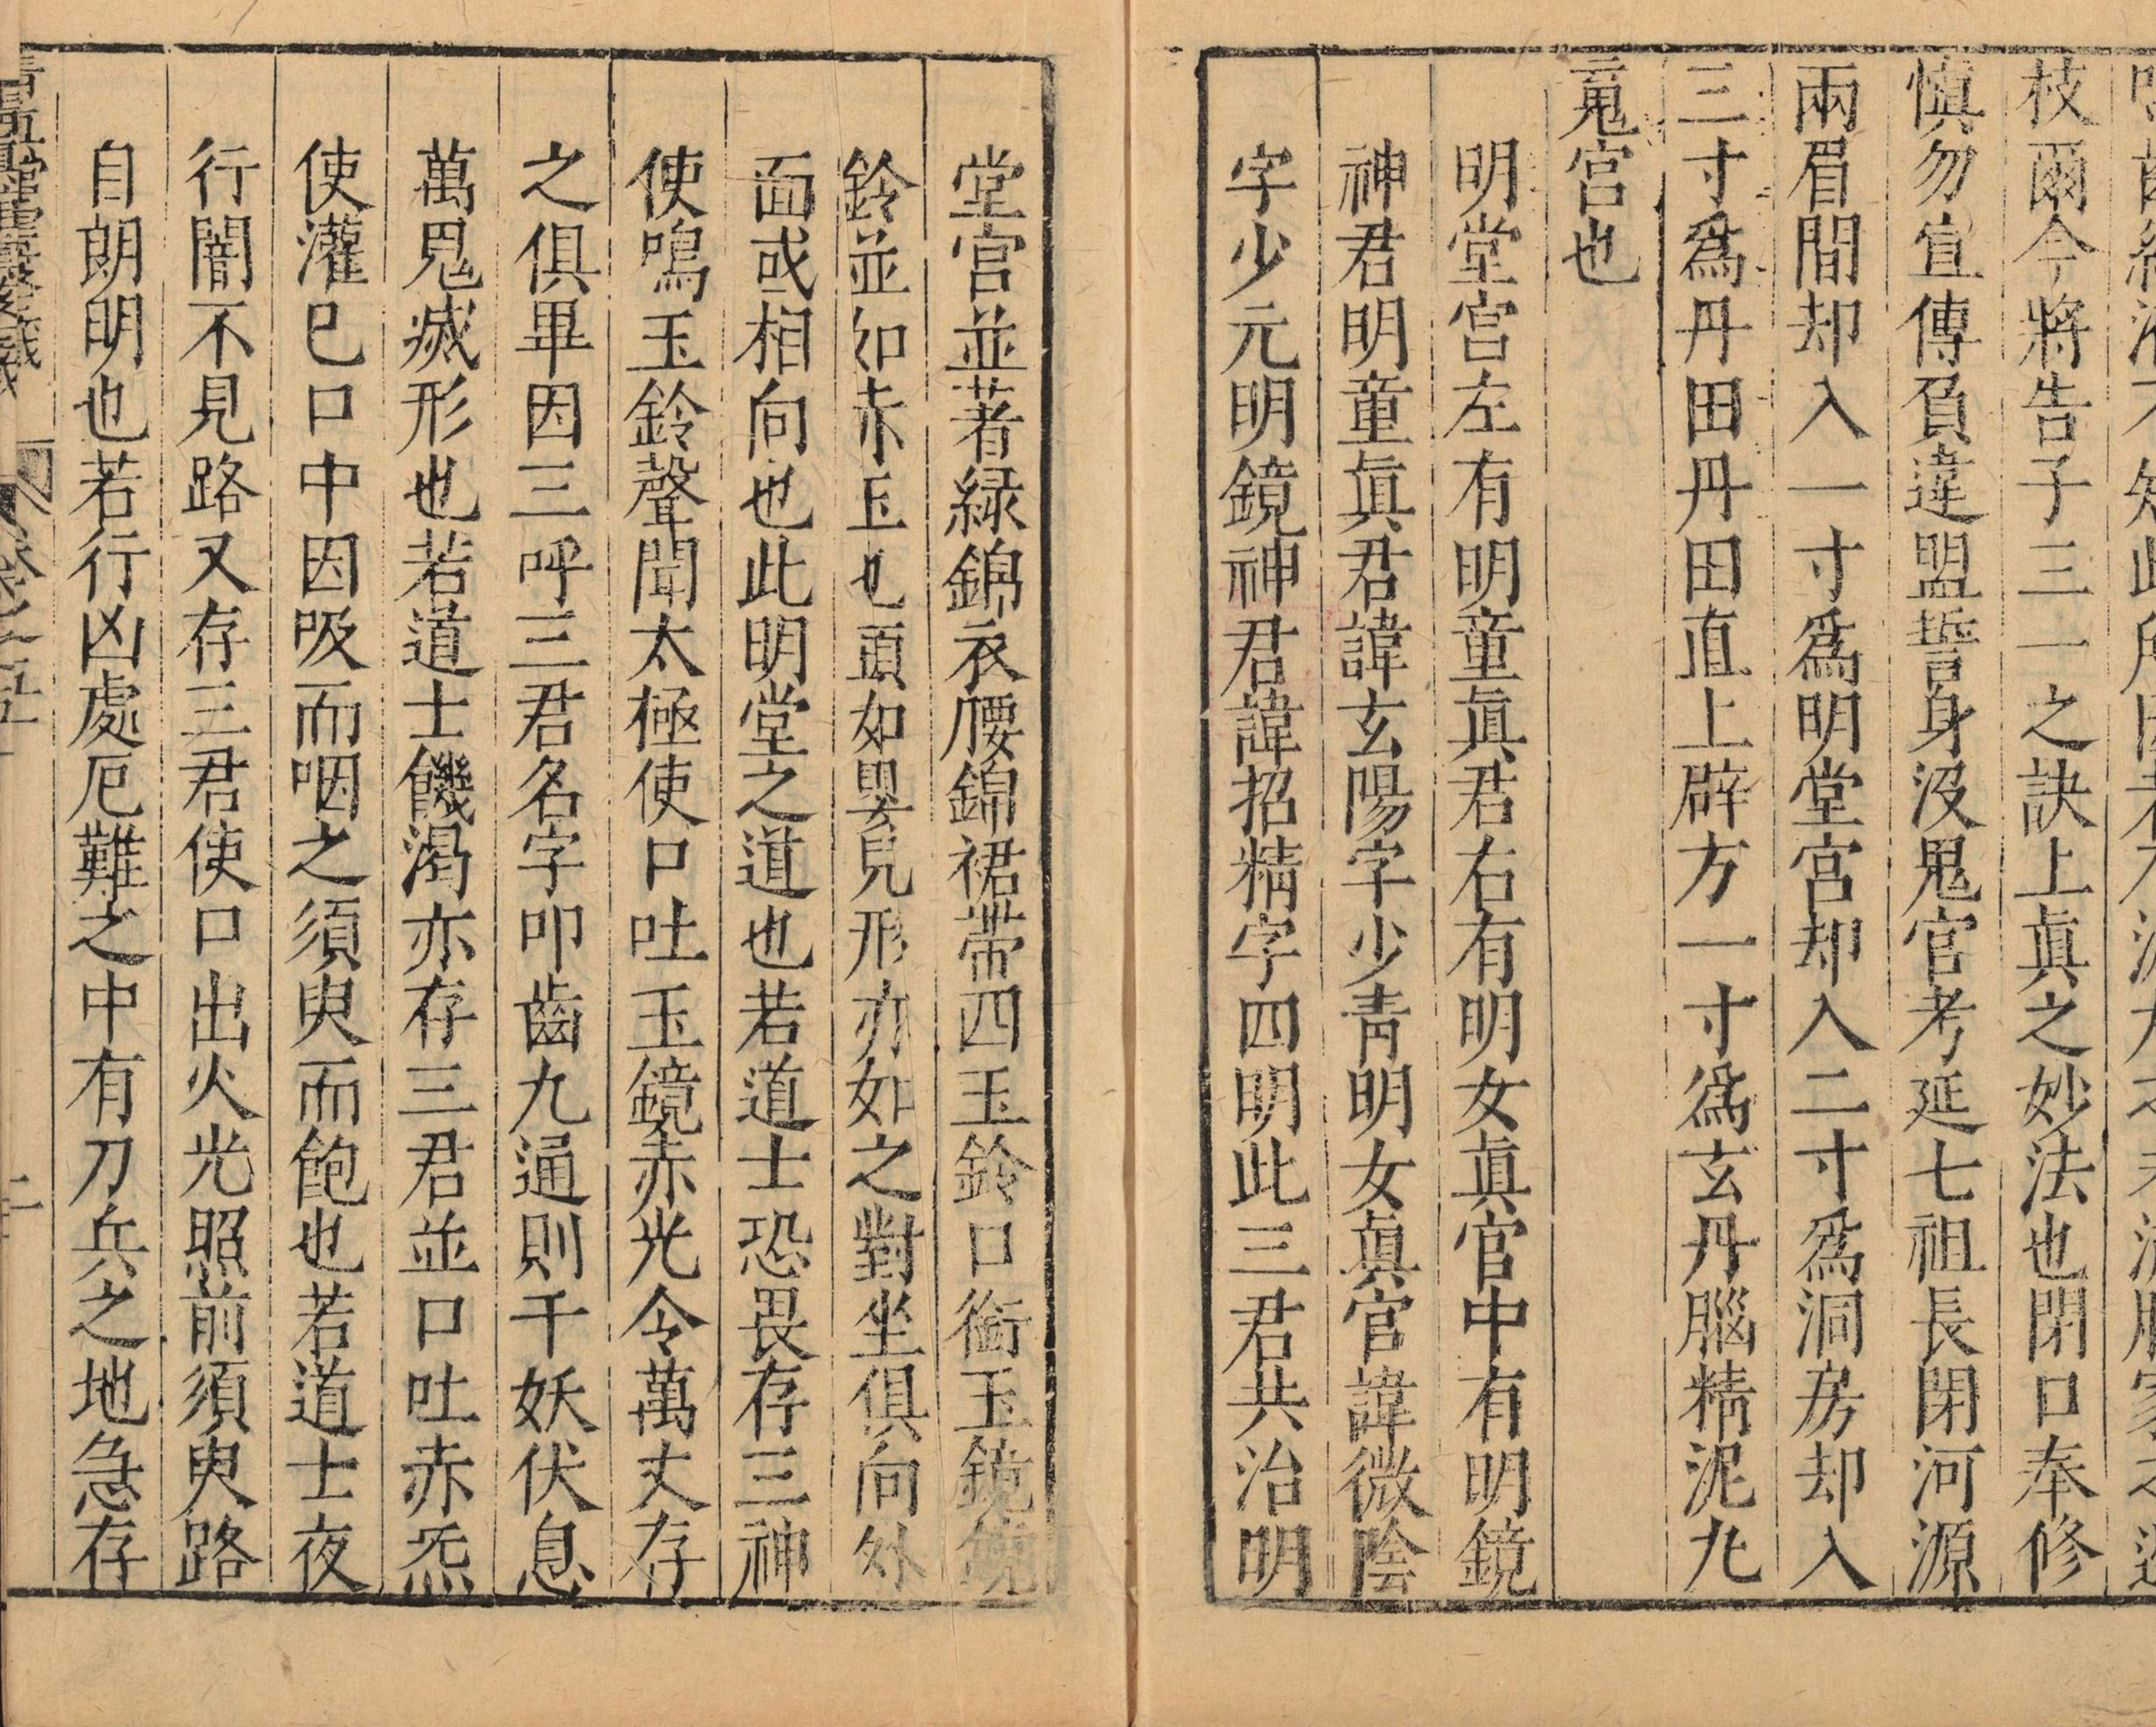 枝爾今將告子三一之訣上真之妙法也閉口奉修
慎勿宣傳負違盟誓身没鬼官考延七祖長閉河源
兩眉間却入一寸爲明堂宮却入二寸爲洞房却入
三寸爲丹田丹田直上辟方一寸爲玄丹腦精泥丸
䰟宮也
明堂宮左有明童真君右有明女真官中有明鏡
神君明童真君諱玄陽字少青明女真官諱微陰
字少元明鏡神君諱招精字四明此三君共治明
堂宮並著緑錦衣腰錦裙帶四玉鈴口銜玉鏡鏡
鈴並如赤玉也頭如嬰兒形亦如之對坐俱向外
面或相向也此明堂之道也若道士恐畏存三神
使鳴玉鈴聲聞太極使口吐玉鏡赤光令萬丈存
之俱畢因三呼三君名字叩齒九通則千妖伏息
萬鬼滅形也若道士饑渴亦存三君並口吐赤炁
使灌已口中因吸而咽之須臾而飽也若道士夜
行闇不見路又存三君使口出火光照前須臾路
自朗明也若行凶處厄難之中有刀兵之地急存
二